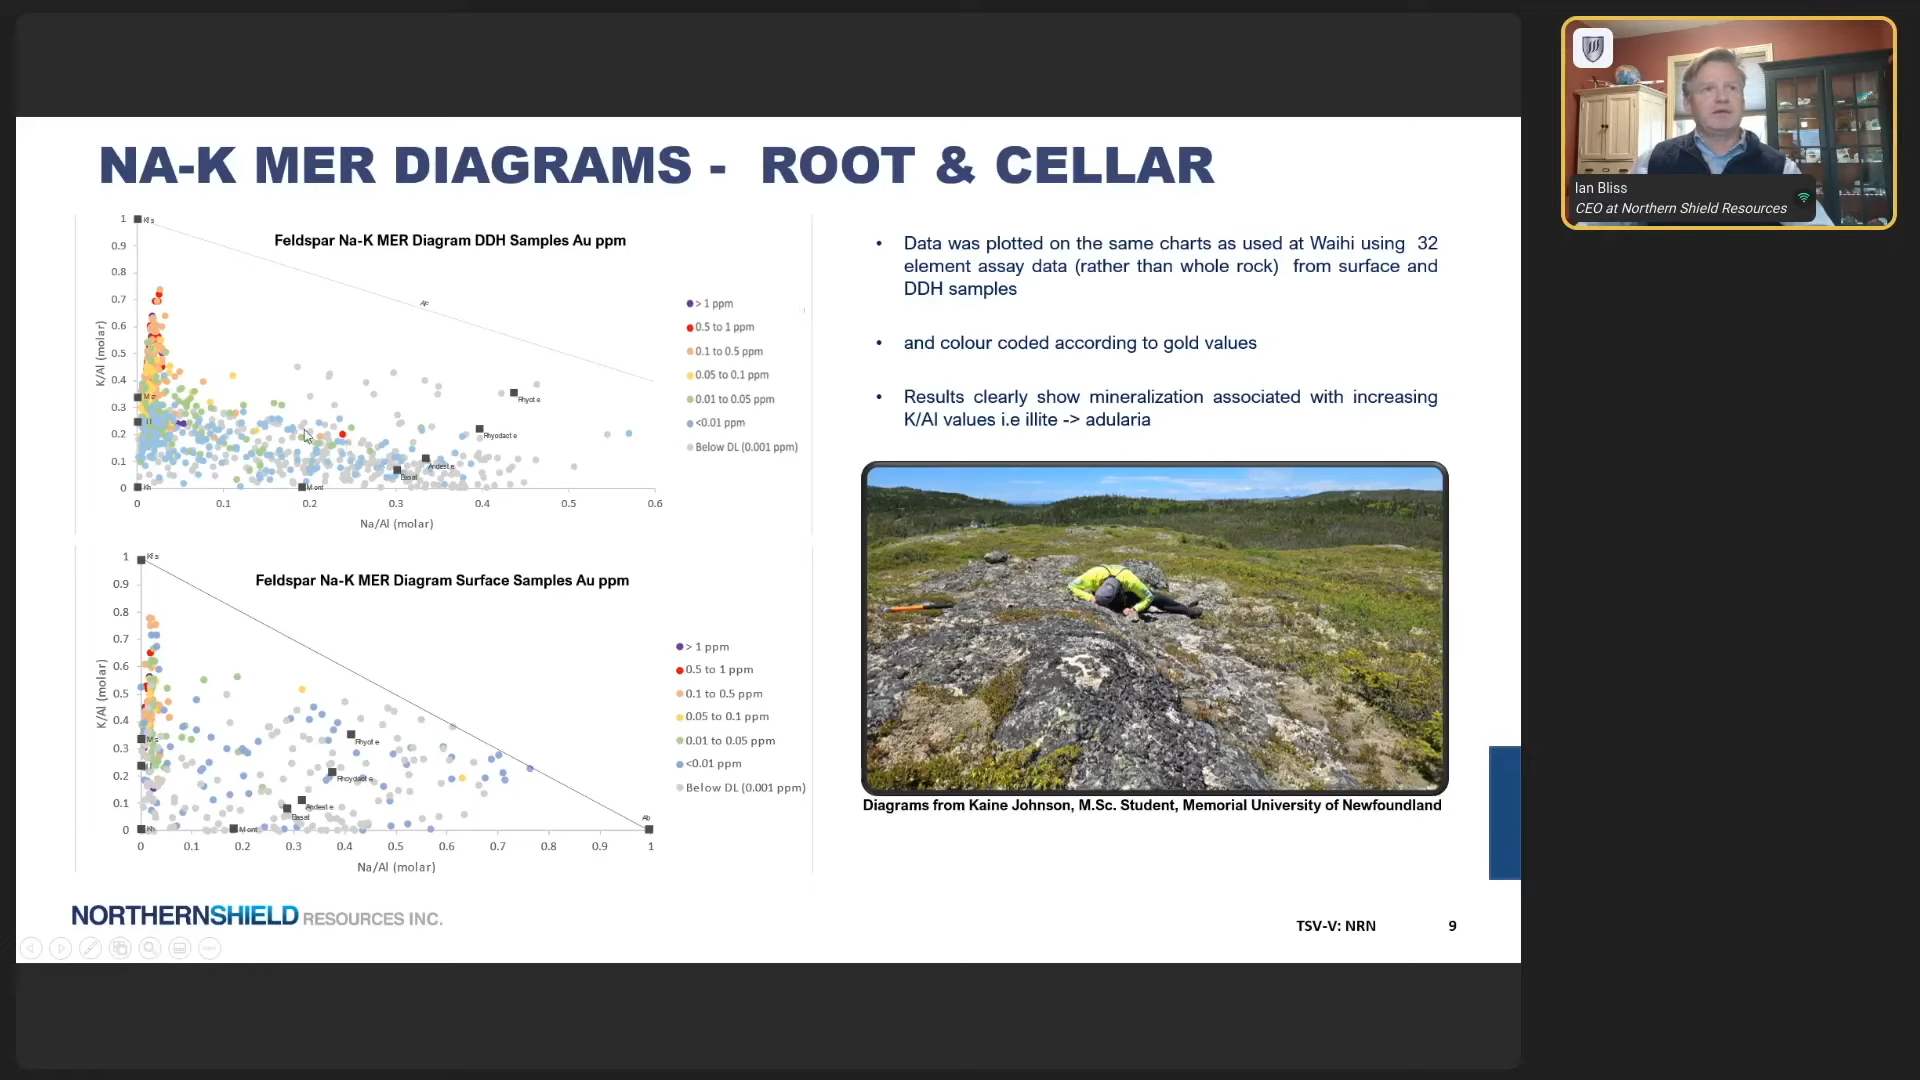 NA-K MER DIAGRAMS - ROOT & CELLAR
Feldspar Na-K MER Diagram DDH Samples Au ppm
K/Al (molar)
1
0.9
0.8
0.7
0.6
0.5
0.4
0.3
0.2
0.1
0
Kfs
Ms
Kln
Mont
Rhyolite
Rhyodacite
Andesite
Basalt
0
0.1
0.2
0.3
0.4
0.5
0.6
Na/Al (molar)
> 1 ppm
0.5 to 1 ppm
0.1 to 0.5 ppm
0.05 to 0.1 ppm
0.01 to 0.05 ppm
<0.01 ppm
Below DL (0.001 ppm)
Feldspar Na-K MER Diagram Surface Samples Au ppm
K/Al (molar)
1
0.9
0.8
0.7
0.6
0.5
0.4
0.3
0.2
0.1
0
Kfs
Ms
Kln
Mont
Rhyolite
Rhoydacite
Andesite
Basalt
Ab
0
0.1
0.2
0.3
0.4
0.5
0.6
0.7
0.8
0.9
1
Na/Al (molar)
> 1 ppm
0.5 to 1 ppm
0.1 to 0.5 ppm
0.05 to 0.1 ppm
0.01 to 0.05 ppm
<0.01 ppm
Below DL (0.001 ppm)
• Data was plotted on the same charts as used at Waihi using 32
element assay data (rather than whole rock) from surface and
DDH samples
• and colour coded according to gold values
• Results clearly show mineralization associated with increasing
K/Al values i.e illite -> adularia
Diagrams from Kaine Johnson, M.Sc. Student, Memorial University of Newfoundland
NORTHERNSHIELD RESOURCES INC.
TSV-V: NRN
9
Ian Bliss
CEO at Northern Shield Resources